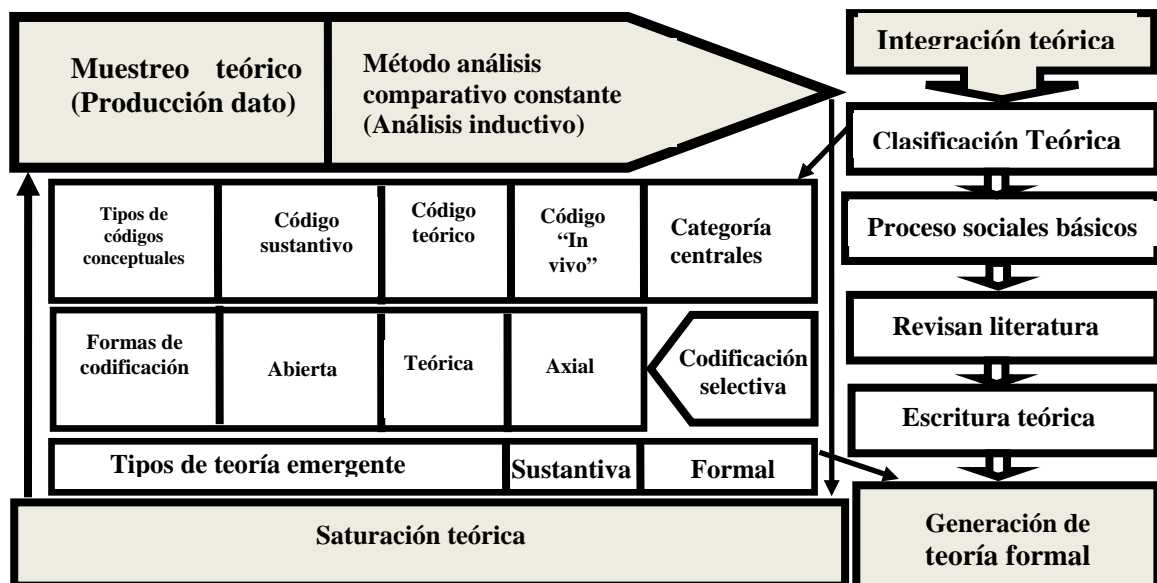 Muestreo teórico
(Producción dato)
Método análisis
comparativo constante
(Análisis inductivo)
Tipos de
códigos
conceptuales
Código
sustantivo
Código
teórico
Código
“In
vivo”
Categoría
centrales
Formas de
codificación
Abierta
Teórica
Axial
Codificación
selectiva
Tipos de teoría emergente
Sustantiva
Formal
Saturación teórica
Integración teórica
Clasificación Teórica
Proceso sociales básicos
Revisan literatura
Escritura teórica
Generación de
teoría formal